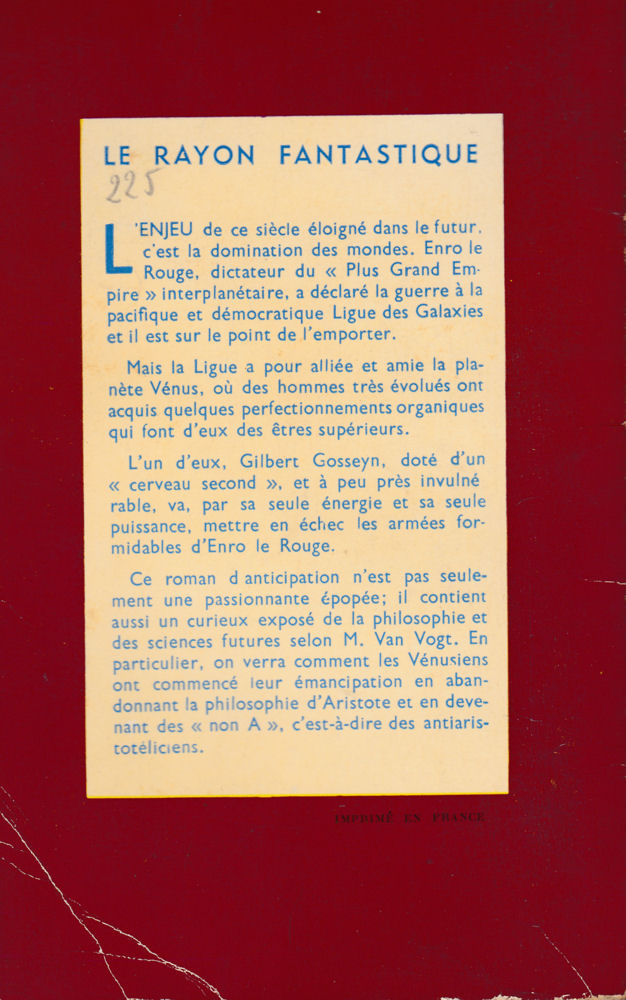 LE RAYON FANTASTIQUE
225
L'ENJEU de ce siècle éloigné dans le futur,
c'est la domination des mondes. Enro le
Rouge, dictateur du « Plus Grand Em-
pire » interplanétaire, a déclaré la guerre à la
pacifique et démocratique Ligue des Galaxies
et il est sur le point de l'emporter.
Mais la Ligue a pour alliée et amie la pla-
nète Vénus, où des hommes très évolués ont
acquis quelques perfectionnements organiques
qui font d'eux des êtres supérieurs.
L'un d'eux, Gilbert Gosseyn, doté d'un
« cerveau second », et à peu près invulné
rable, va, par sa seule énergie et sa seule
puissance, mettre en échec les armées for-
midables d'Enro le Rouge.
Ce roman d anticipation n'est pas seule-
ment une passionnante épopée; il contient
aussi un curieux exposé de la philosophie et
des sciences futures selon M. Van Vogt. En
particulier, on verra comment les Vénusiens
ont commencé leur émancipation en aban-
donnant la philosophie d'Aristote et en deve-
nant des « non A », c'est-à-dire des antiaris-
totéliciens.
IMPRIMÉ EN FRANCE